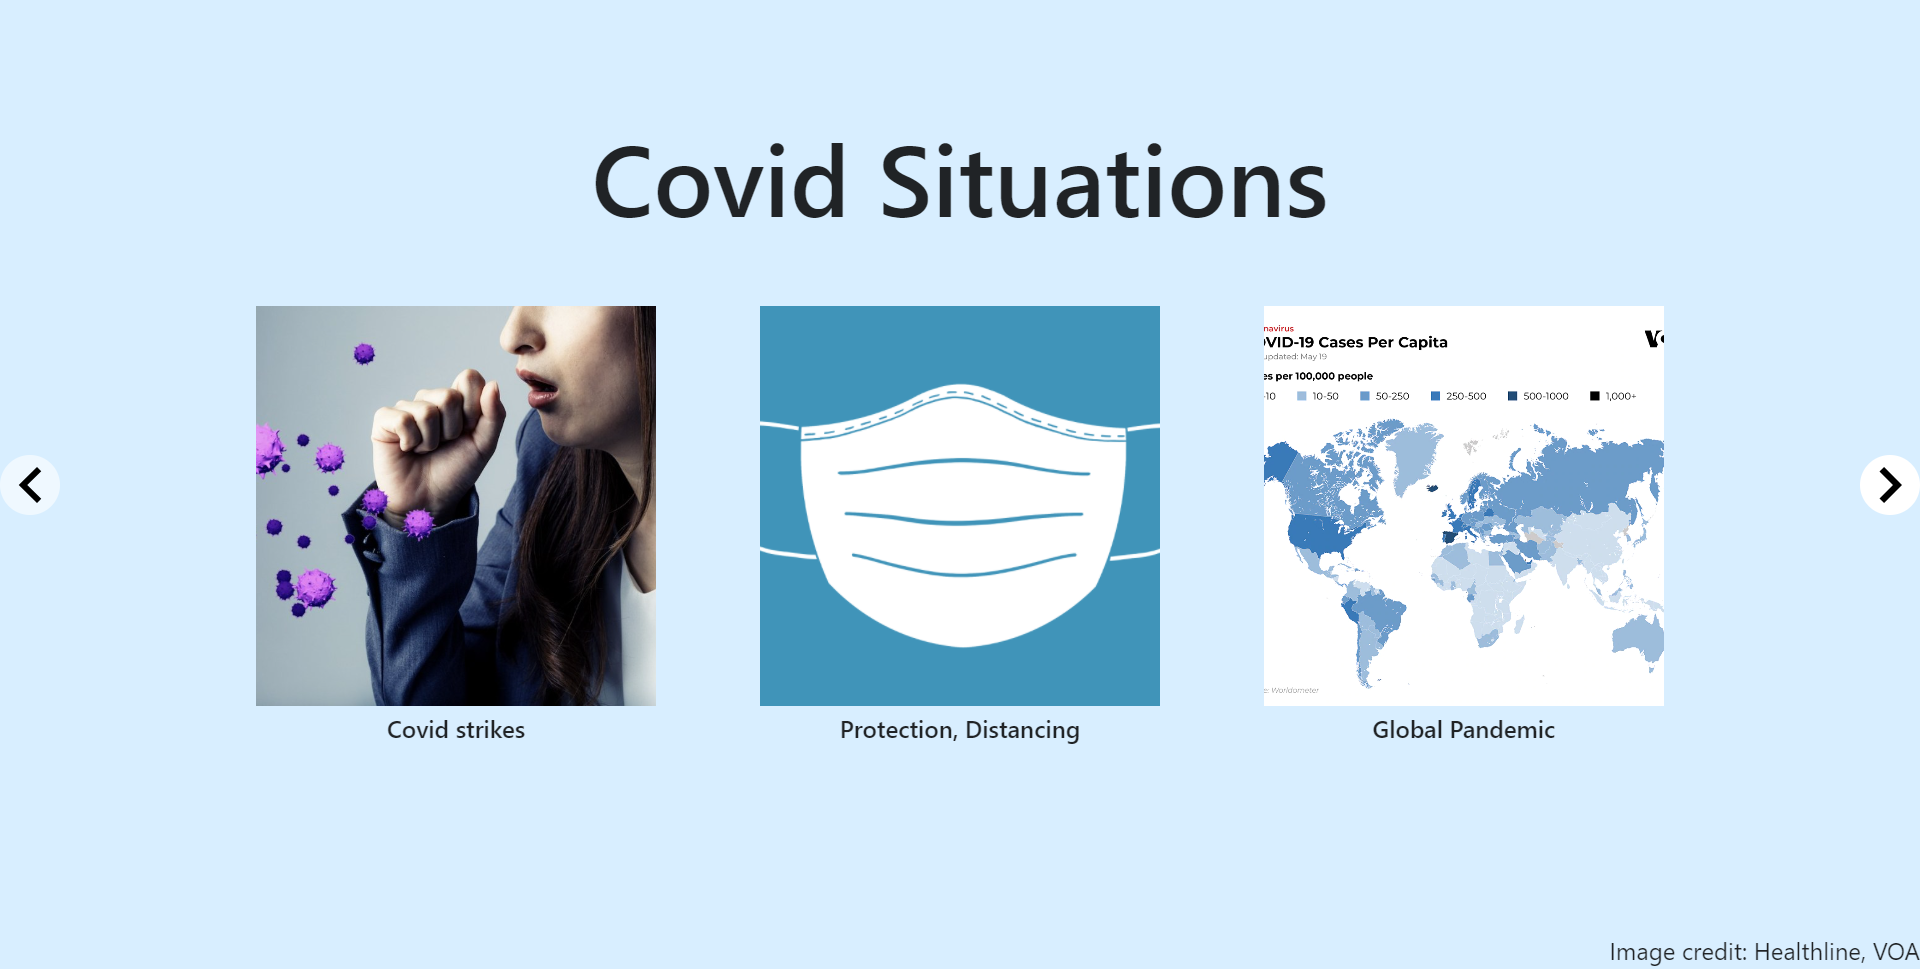 Covid Situations
navirus
VID-19 Cases Per Capita
updated: May 19
es per 100,000 people
-10 10-50 50-250 250-500 500-1000 1,000+
e: Worldometer
Covid strikes
Protection, Distancing
Global Pandemic
Image credit: Healthline, VOA